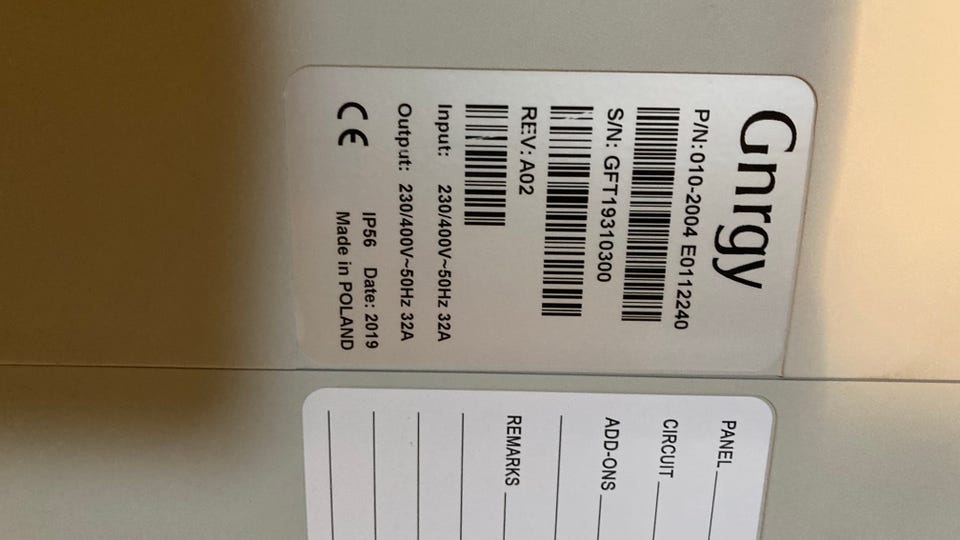 Gnrgy
P/N: 010-2004 E0112240
S/N: GFT19310300
REV: A02
Input: 230/400V~50Hz 32A
Output: 230/400V~50Hz 32A
CE IP56 Date: 2019
Made in POLAND
PANEL
CIRCUIT
ADD-ONS
REMARKS